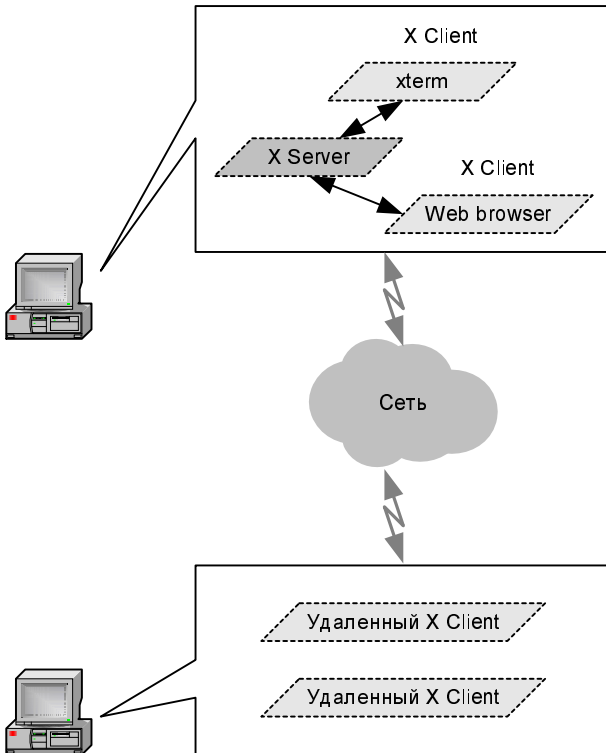 X Client
xterm
X Server
X Client
Web browser
Сеть
Удаленный X Client
Удаленный X Client